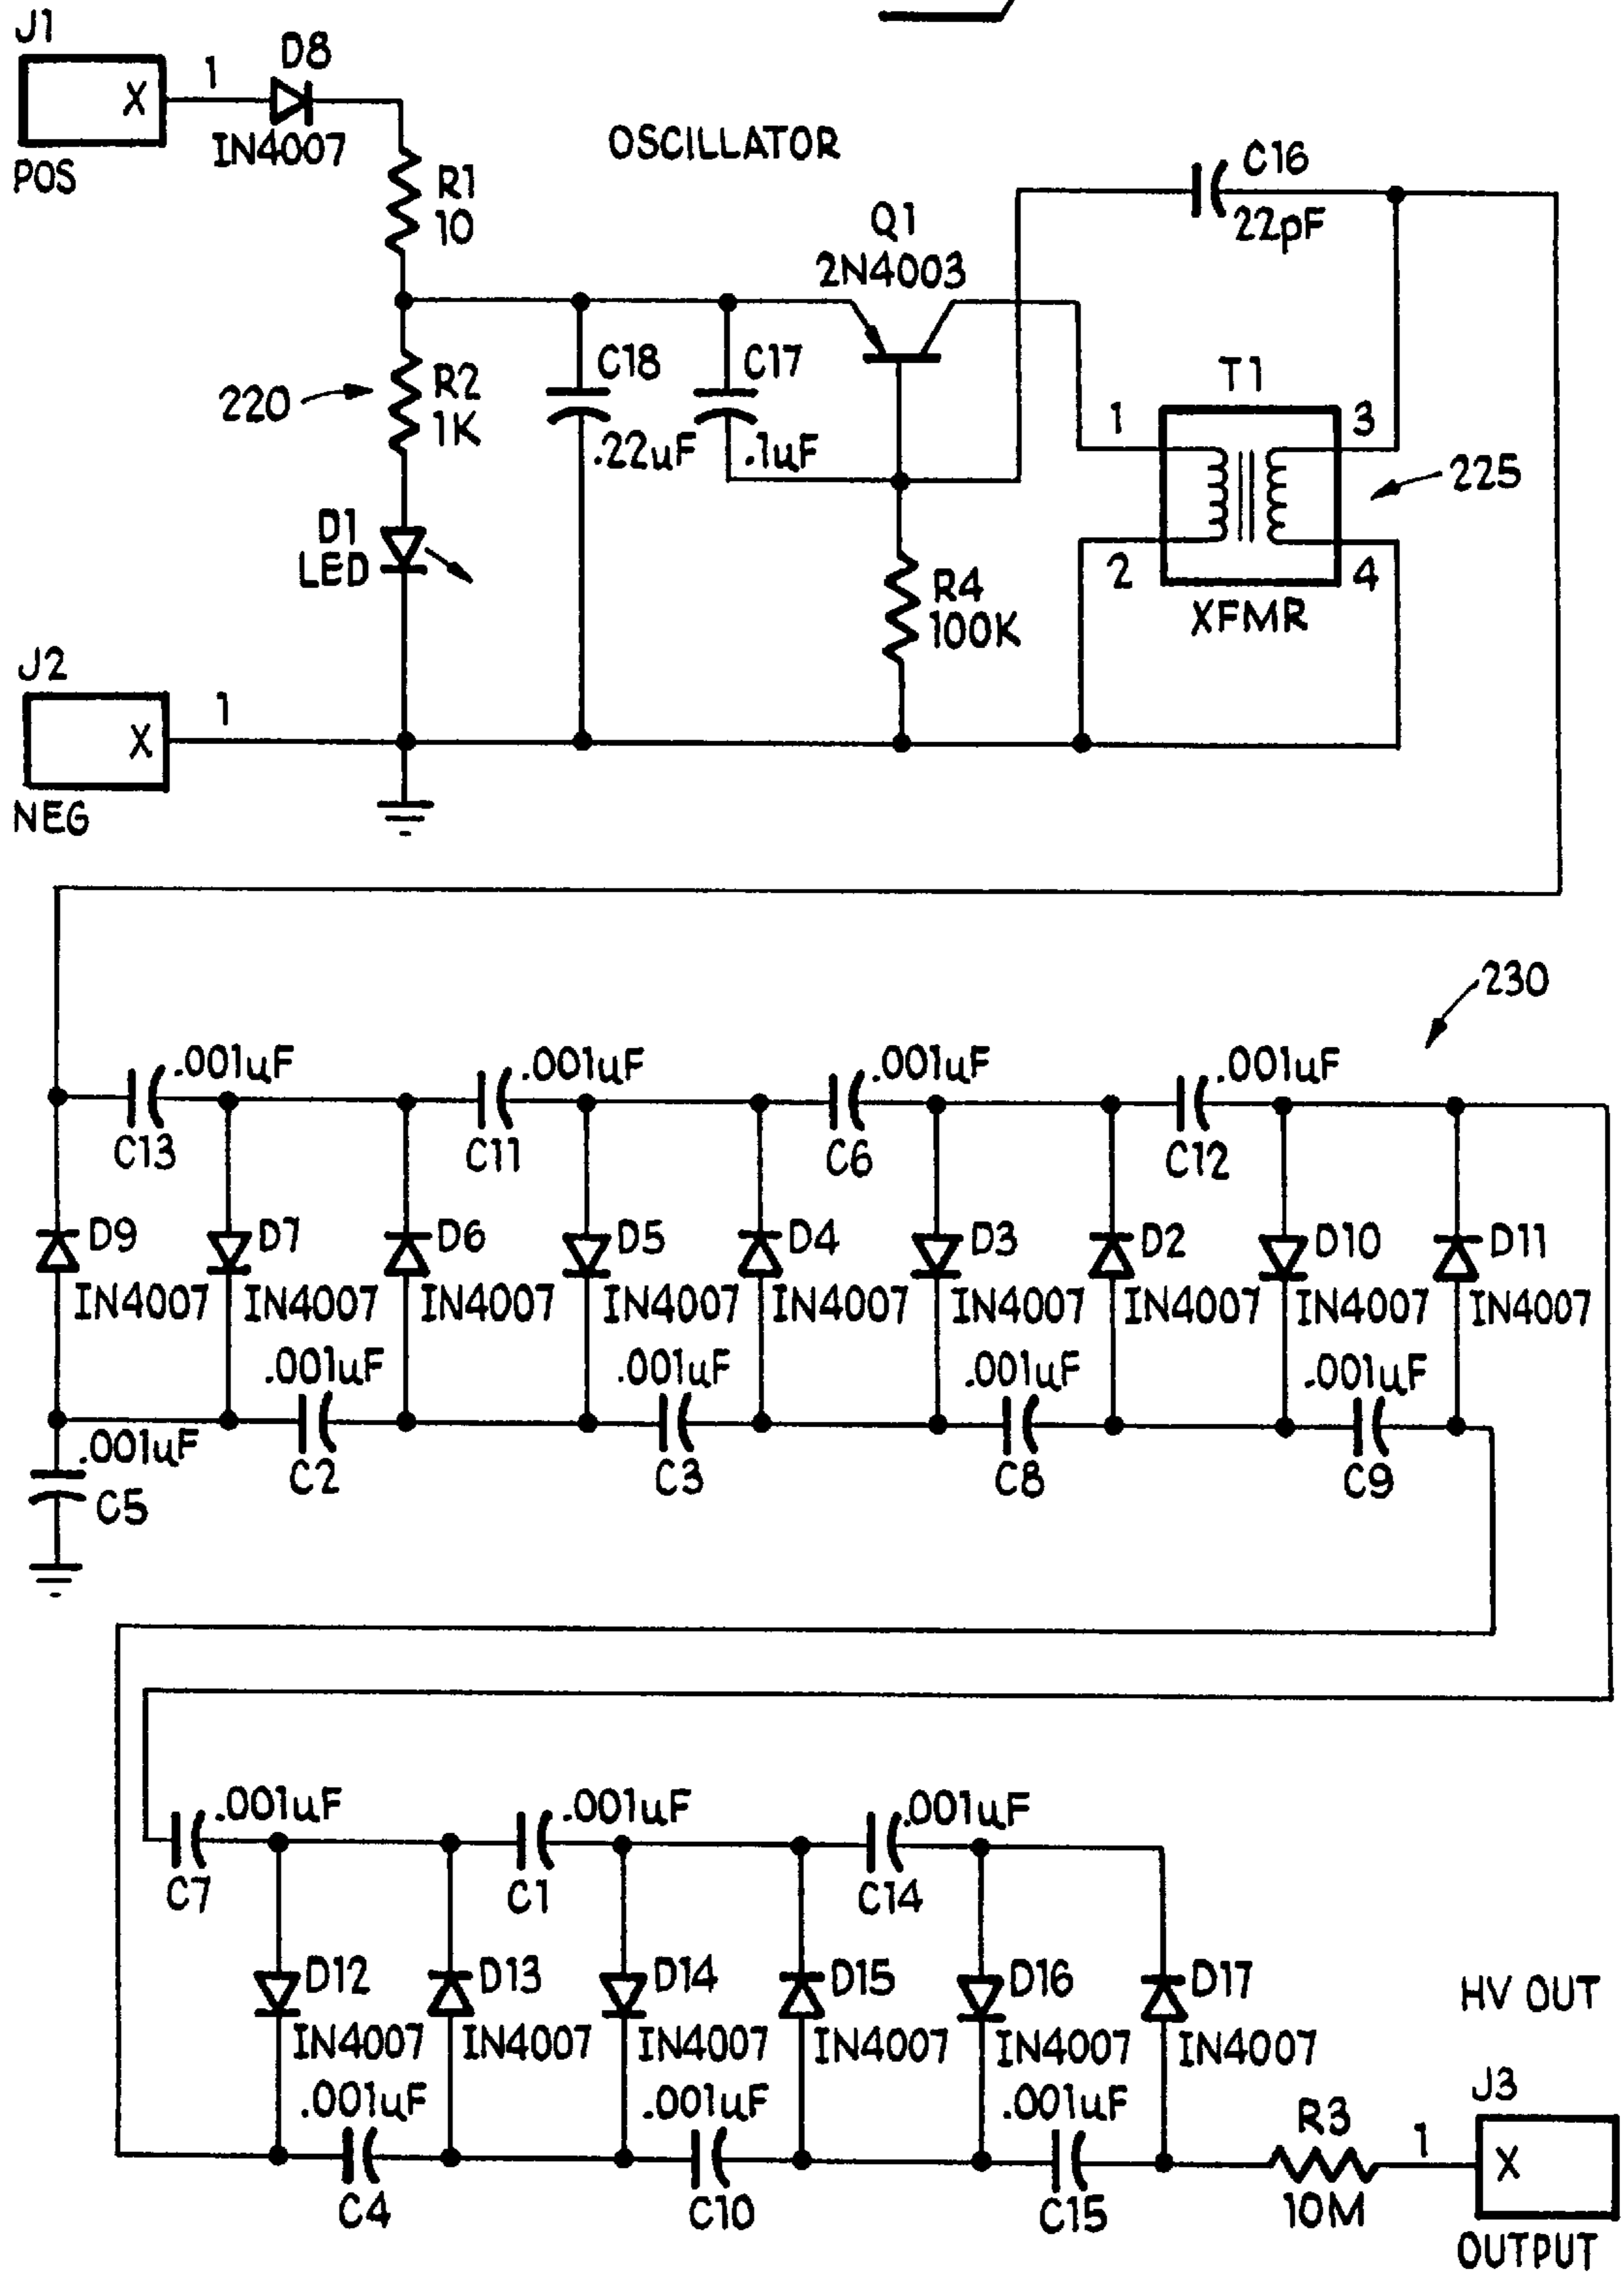 J1
X
1
D8
IN4007
POS
OSCILLATOR
R1
10
C16
22pF
Q1
2N4003
220
R2
1K
C18
.22uF
C17
.1uF
T1
1
3
225
2
4
XFMR
D1
LED
R4
100K
J2
X
1
NEG
230
.001uF
.001uF
.001uF
.001uF
C13
C11
C6
C12
D9
D7
D6
D5
D4
D3
D2
D10
D11
IN4007
IN4007
IN4007
IN4007
IN4007
IN4007
IN4007
IN4007
IN4007
.001uF
.001uF
.001uF
.001uF
.001uF
C5
C2
C3
C8
C9
.001uF
.001uF
.001uF
C7
C1
C14
D12
D13
D14
D15
D16
D17
IN4007
IN4007
IN4007
IN4007
IN4007
IN4007
.001uF
.001uF
.001uF
C4
C10
C15
HV OUT
R3
10M
1
J3
X
OUTPUT